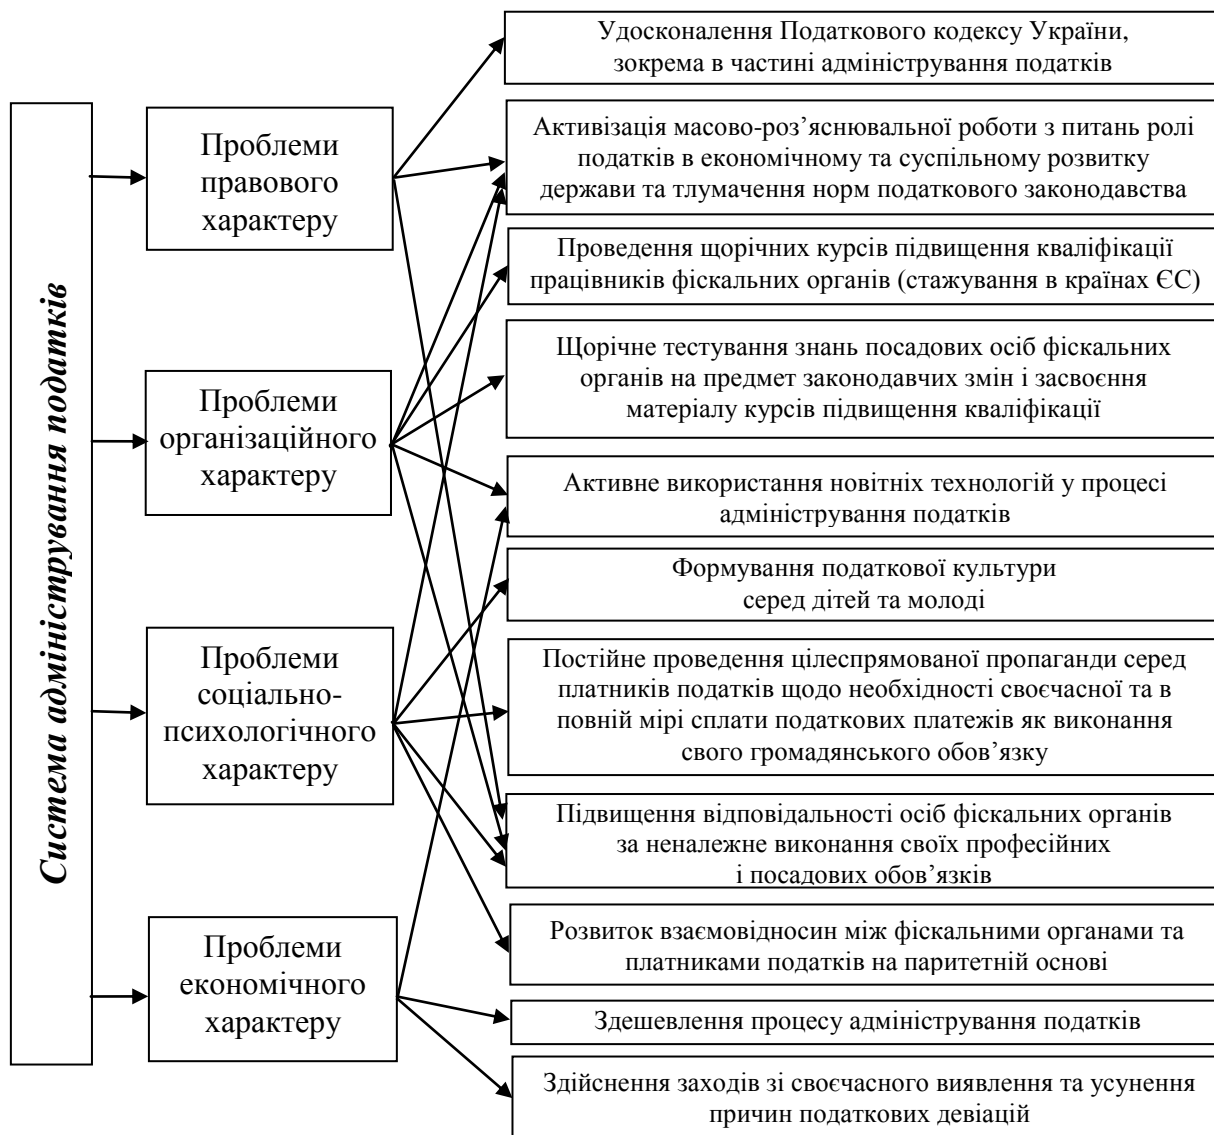 Система адміністрування податків
Проблеми
правового
характеру
Проблеми
організаційного
характеру
Проблеми
соціально-
психологічного
характеру
Проблеми
економічного
характеру
Удосконалення Податкового кодексу України,
зокрема в частині адміністрування податків
Активізація масово-роз’яснювальної роботи з питань ролі
податків в економічному та суспільному розвитку
держави та тлумачення норм податкового законодавства
Проведення щорічних курсів підвищення кваліфікації
працівників фіскальних органів (стажування в країнах ЄС)
Щорічне тестування знань посадових осіб фіскальних
органів на предмет законодавчих змін і засвоєння
матеріалу курсів підвищення кваліфікації
Активне використання новітніх технологій у процесі
адміністрування податків
Формування податкової культури
серед дітей та молоді
Постійне проведення цілеспрямованої пропаганди серед
платників податків щодо необхідності своєчасної та в
повній мірі сплати податкових платежів як виконання
свого громадянського обов’язку
Підвищення відповідальності осіб фіскальних органів
за неналежне виконання своїх професійних
і посадових обов’язків
Розвиток взаємовідносин між фіскальними органами та
платниками податків на паритетній основі
Здешевлення процесу адміністрування податків
Здійснення заходів зі своєчасного виявлення та усунення
причин податкових девіацій